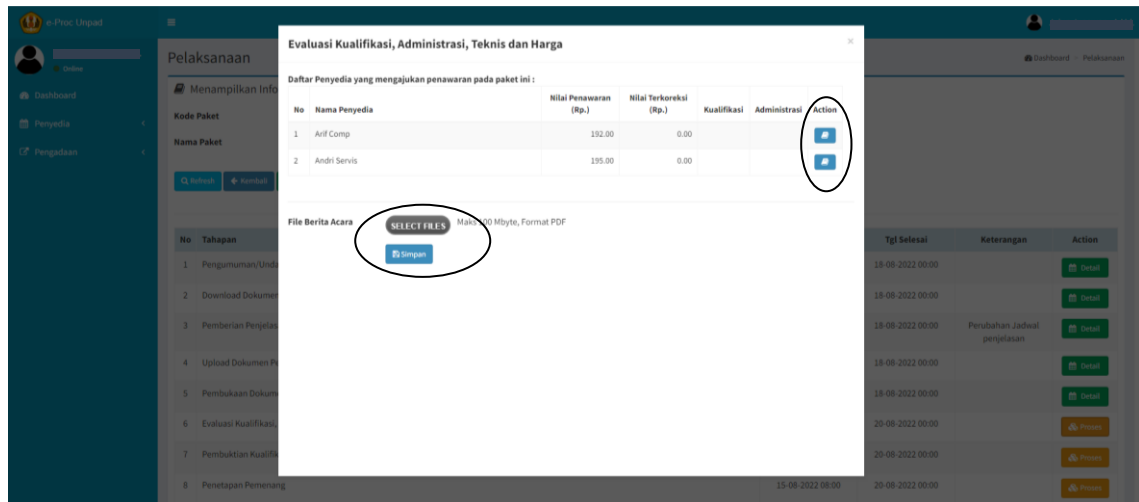 e-Proc Unpad
Online
Dashboard
Penyedia
Pengadaan
Pelaksanaan
Dashboard > Pelaksanaan
Menampilkan Info
Kode Paket
Nama Paket
Refresh Kembali
Evaluasi Kualifikasi, Administrasi, Teknis dan Harga ×
Daftar Penyedia yang mengajukan penawaran pada paket ini :
No Nama Penyedia Nilai Penawaran (Rp.) Nilai Terkoreksi (Rp.) Kualifikasi Administrasi Action
1 Arif Comp 192.00 0.00
2 Andri Servis 195.00 0.00
File Berita Acara SELECT FILES Maks 100 Mbyte, Format PDF
Simpan
No Tahapan Tgl Selesai Keterangan Action
1 Pengumuman/Unda 18-08-2022 00:00 Detail
2 Download Dokumen 18-08-2022 00:00 Detail
3 Pemberian Penjelas 18-08-2022 00:00 Perubahan Jadwal penjelasan Detail
4 Upload Dokumen Pe 18-08-2022 00:00 Detail
5 Pembukaan Dokume 18-08-2022 00:00 Detail
6 Evaluasi Kualifikasi, 20-08-2022 00:00 Proses
7 Pembuktian Kualifik 20-08-2022 00:00 Proses
8 Penetapan Pemenang 15-08-2022 08:00 20-08-2022 00:00 Proses